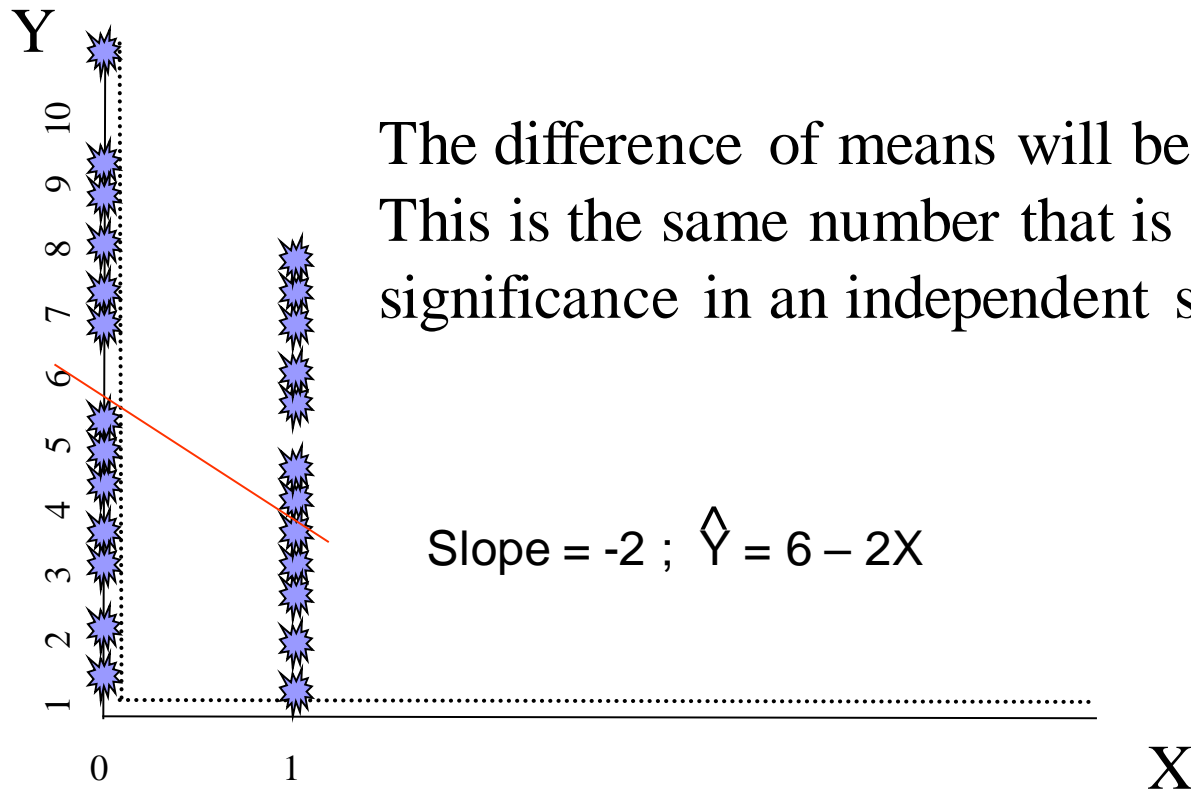 Y
10
9
8
7
6
5
4
3
2
1
The difference of means will be
This is the same number that is
significance in an independent s
Slope = -2 ; Ŷ = 6 – 2X
0 1
X